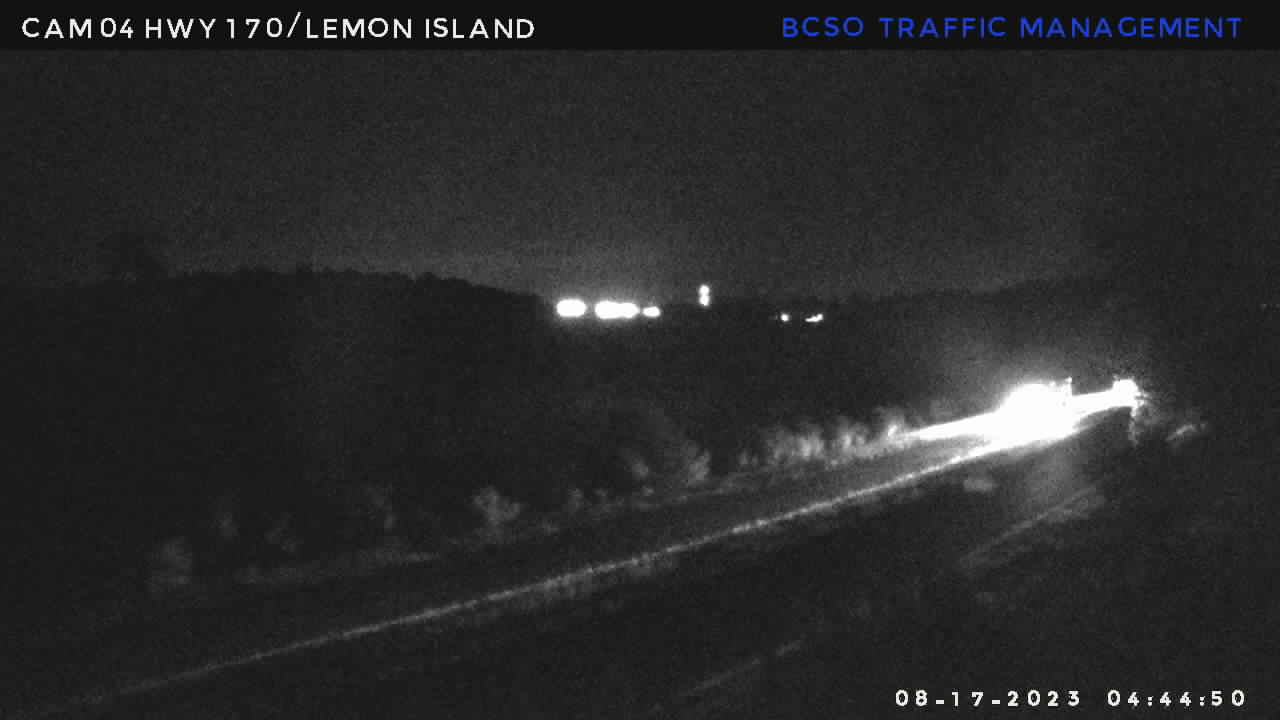 CAM04 HWY 170/LEMON ISLAND
BCSO TRAFFIC MANAGEMENT
08-17-2023 04:44:50